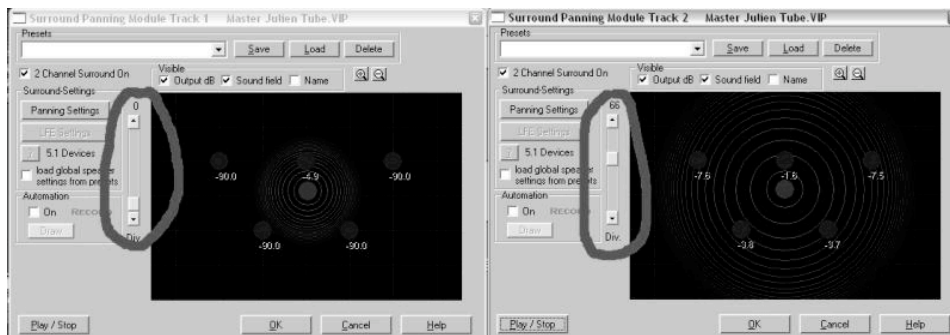 Surround Panning Module Track 1 Master Julien Tube.VIP
Presets
Save Load Delete
2 Channel Surround On
Visible
Output dB Sound field Name
Surround-Settings
Panning Settings
0
LFE Settings
? 5.1 Devices
load global speaker
settings from presets
Automation
On RECORD
Draw
Div.
-90.0 -4.9 -90.0
-90.0 -90.0
Play / Stop OK Cancel Help
Surround Panning Module Track 2 Master Julien Tube.VIP
Presets
Save Load Delete
2 Channel Surround On
Visible
Output dB Sound field Name
Surround-Settings
Panning Settings
66
LFE Settings
? 5.1 Devices
load global speaker
settings from presets
Automation
On RECORD
Draw
Div.
-7.6 -1.6 -7.5
-3.8 -3.7
Play / Stop OK Cancel Help